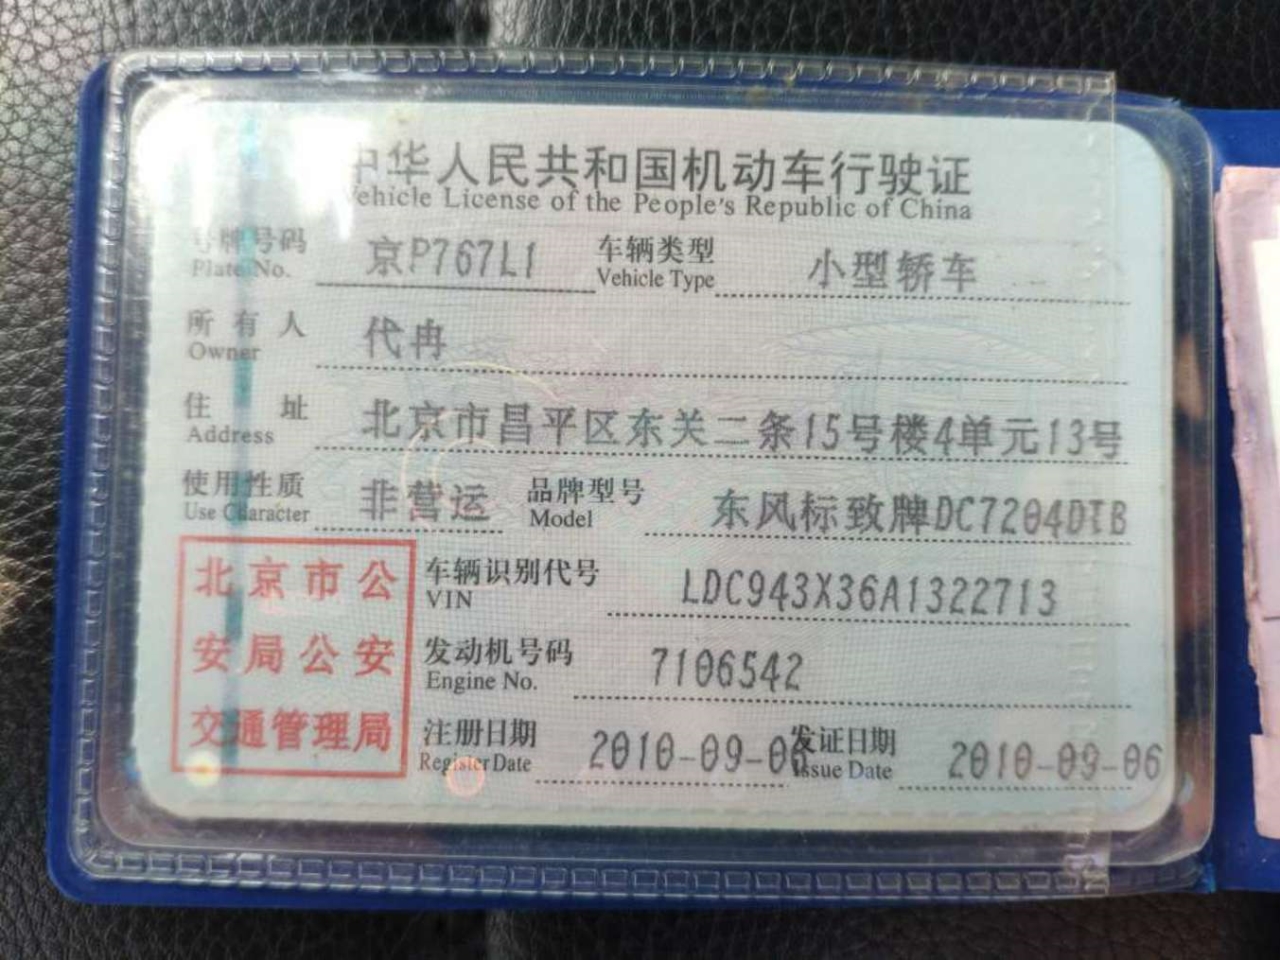 中华人民共和国机动车行驶证
Vehicle License of the People's Republic of China
号牌号码 京P767L1 车辆类型 小型轿车
Plate No. Vehicle Type
所有人 代冉
Owner
住址 北京市昌平区东关二条15号楼4单元13号
Address
使用性质 非营运 品牌型号 东风标致牌DC7204DTB
Use Character Model
北京市公
安局公安
交通管理局
车辆识别代号 LDC943X36A1322713
VIN
发动机号码 7106542
Engine No.
注册日期 2010-09-06 发证日期 2010-09-06
Register Date Issue Date